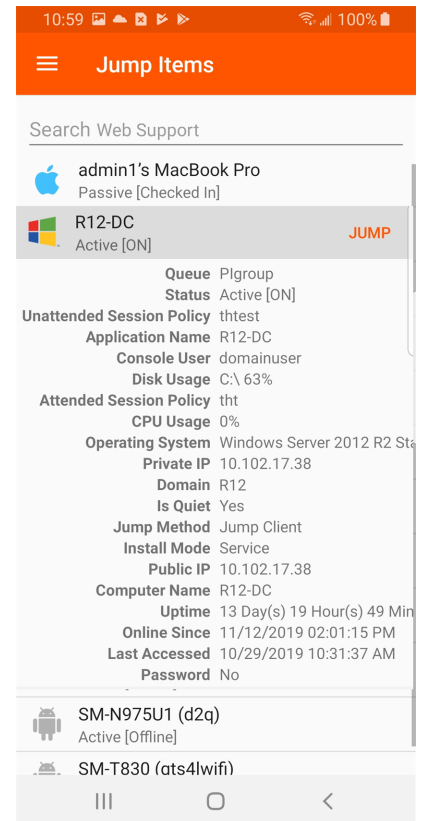 10:59 100%
Jump Items
Search Web Support
admin1's MacBook Pro
Passive [Checked In]
R12-DC
Active [ON]
JUMP
Queue PIgroup
Status Active [ON]
Unattended Session Policy thtest
Application Name R12-DC
Console User domainuser
Disk Usage C:\ 63%
Attended Session Policy tht
CPU Usage 0%
Operating System Windows Server 2012 R2 Sta
Private IP 10.102.17.38
Domain R12
Is Quiet Yes
Jump Method Jump Client
Install Mode Service
Public IP 10.102.17.38
Computer Name R12-DC
Uptime 13 Day(s) 19 Hour(s) 49 Min
Online Since 11/12/2019 02:01:15 PM
Last Accessed 10/29/2019 10:31:37 AM
Password No
SM-N975U1 (d2q)
Active [Offline]
SM-T830 (gts4lwifi)